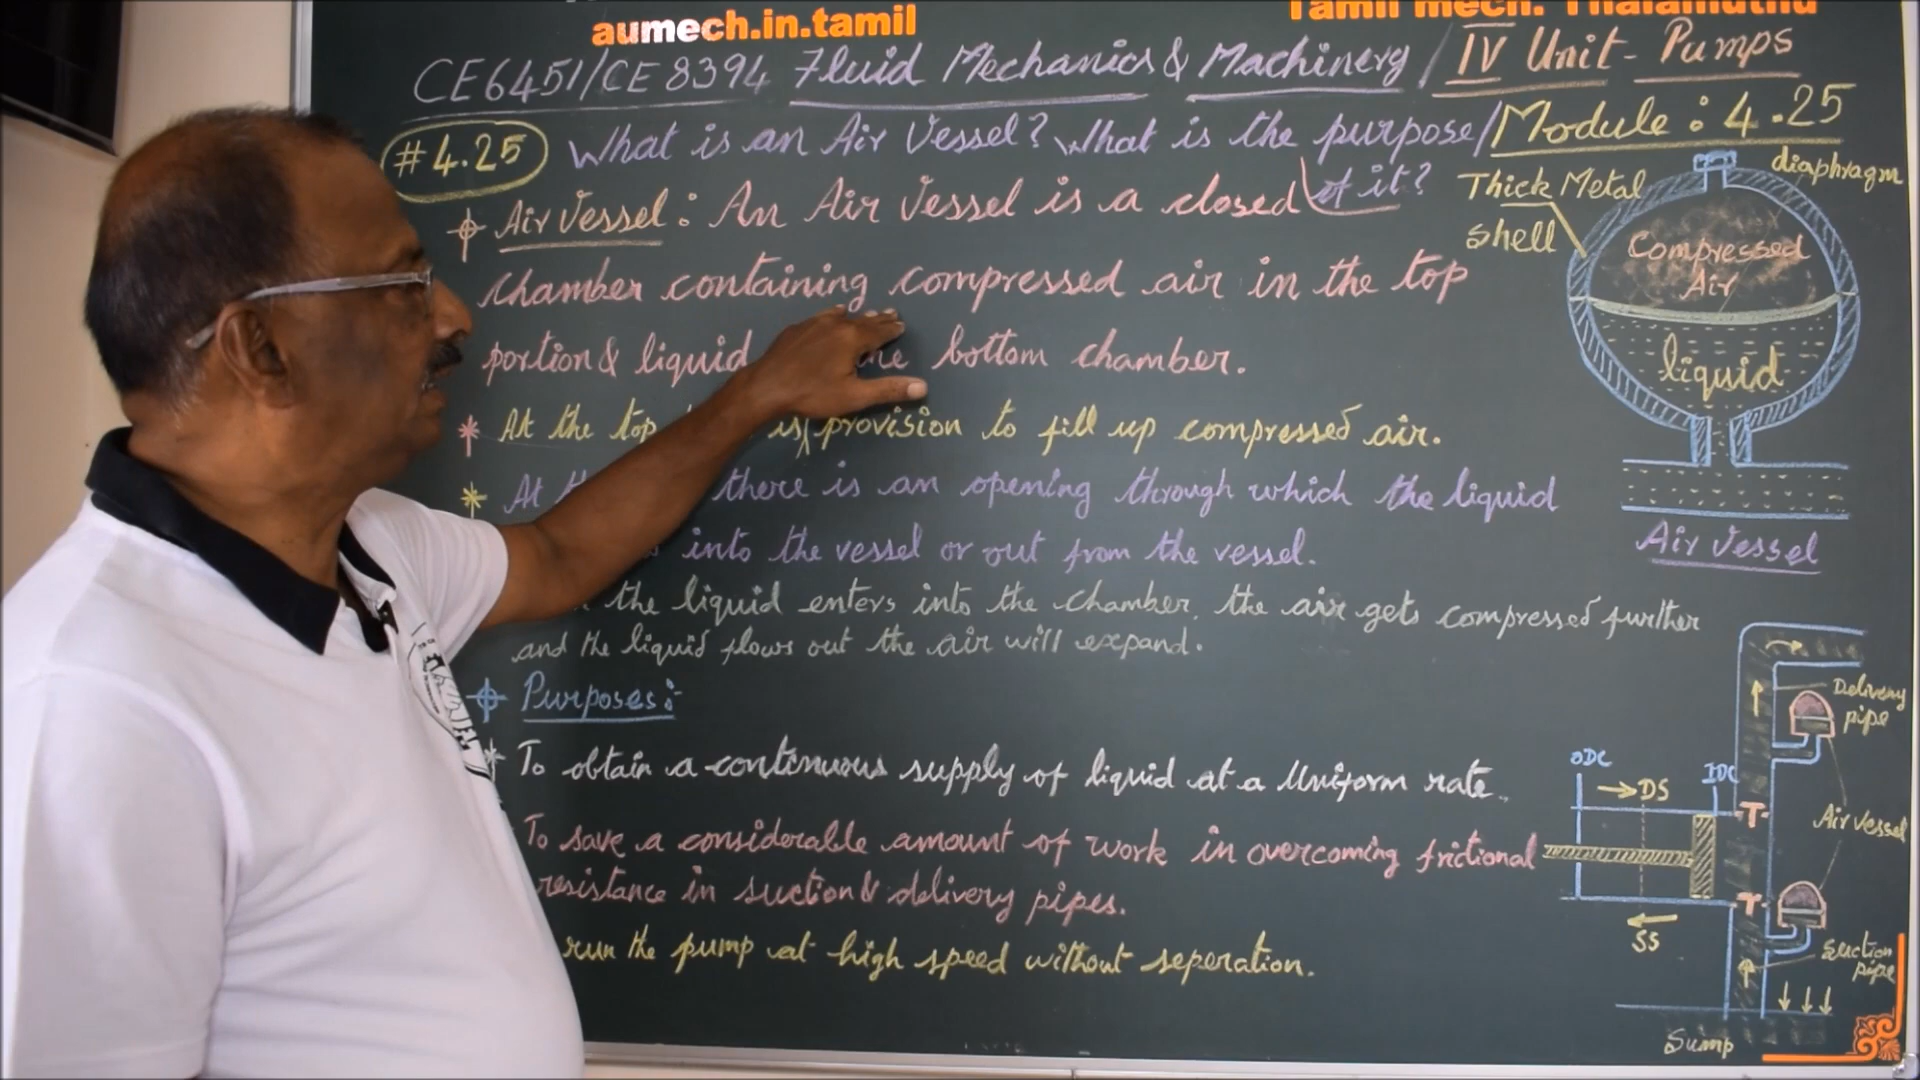 aumech.in.tamil
Tamil mech. Thalamuthu
CE6451/CE 8394 Fluid Mechanics & Machinery / IV Unit - Pumps
#4.25 What is an Air Vessel? What is the purpose / Module : 4.25
of it?
Air Vessel : An Air Vessel is a closed
chamber containing compressed air in the top
portion & liquid the bottom chamber.
* At the top is provision to fill up compressed air.
* At there is an opening through which the liquid
into the vessel or out from the vessel.
the liquid enters into the chamber, the air gets compressed further
and the liquid flows out the air will expand.
Purposes :-
* To obtain a continuous supply of liquid at a Uniform rate.
To save a considerable amount of work in overcoming frictional
resistance in suction & delivery pipes.
run the pump at high speed without seperation.
diaphragm
Thick Metal
shell
Compressed
Air
liquid
Air Vessel
Delivery
pipe
ODC
IDC
→ DS
Air vessel
SS
Suction
pipe
Sump